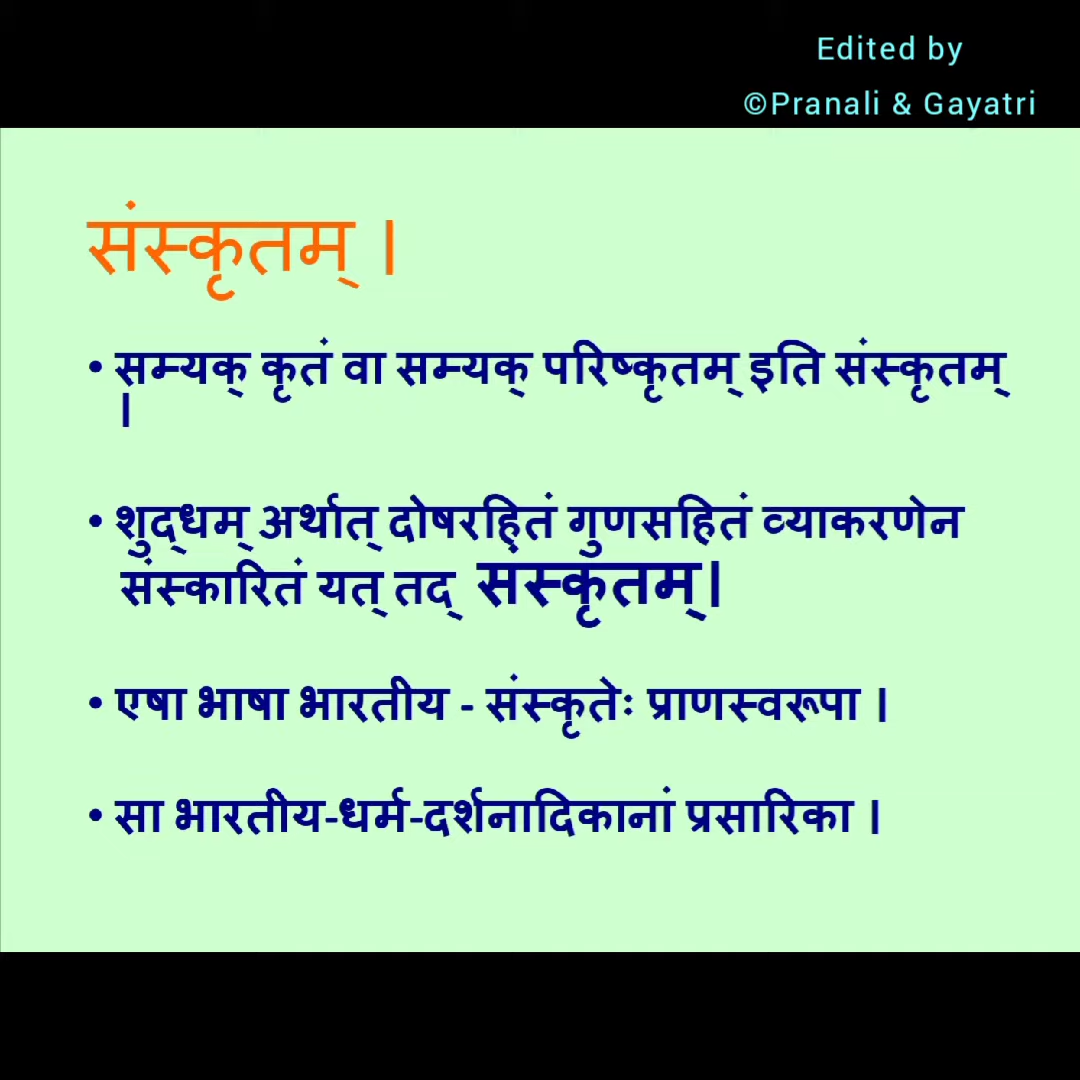 Edited by
©Pranali & Gayatri
संस्कृतम् ।
• सम्यक् कृतं वा सम्यक् परिष्कृतम् इति संस्कृतम्
।
• शुद्धम् अर्थात् दोषरहितं गुणसहितं व्याकरणेन
संस्कारितं यत् तद् संस्कृतम्।
• एषा भाषा भारतीय - संस्कृतेः प्राणस्वरूपा ।
• सा भारतीय-धर्म-दर्शनादिकानां प्रसारिका ।